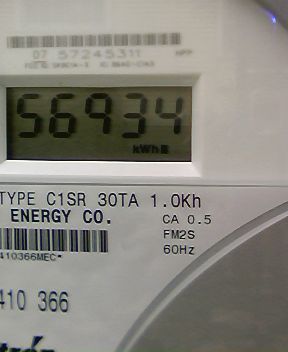 07 57245311
56934
kWh
TYPE C1SR 30TA 1.0Kh
ENERGY CO.
CA 0.5
FM2S
60Hz
410366MEC*
410 366